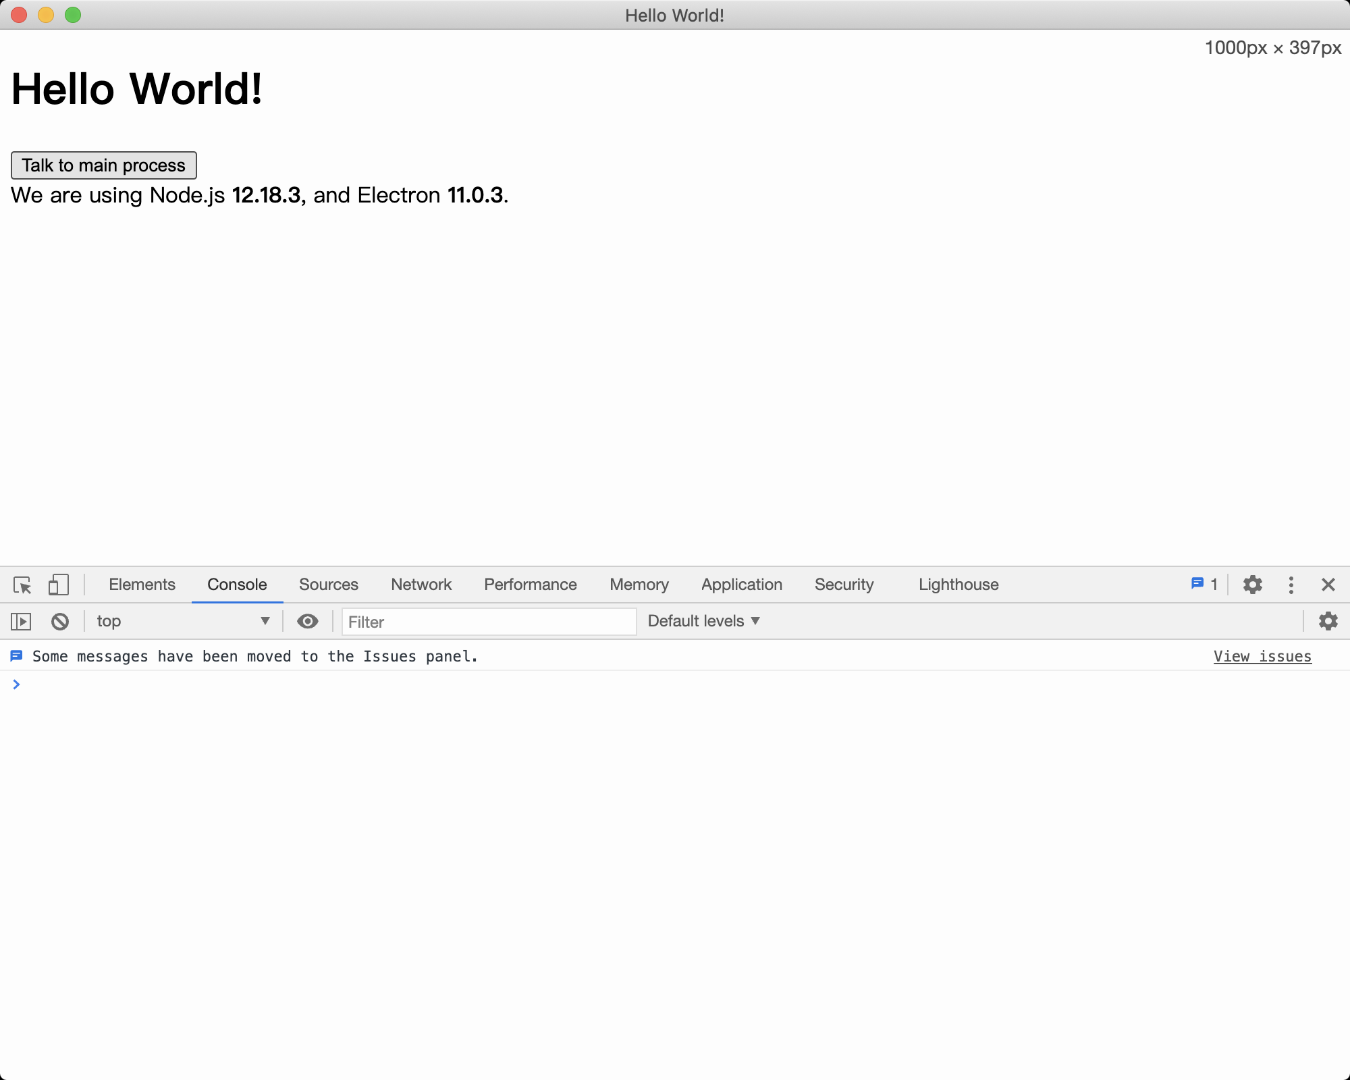 Hello World!
1000px × 397px
Hello World!
Talk to main process
We are using Node.js 12.18.3, and Electron 11.0.3.
Elements Console Sources Network Performance Memory Application Security Lighthouse 1
top Filter Default levels
Some messages have been moved to the Issues panel. View issues